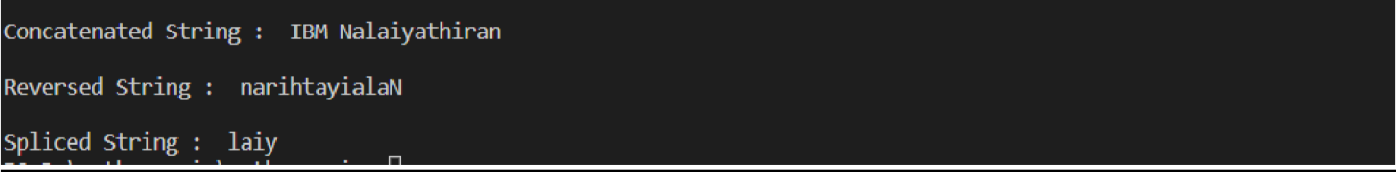 Concatenated String :  IBM Nalaiyathiran
Reversed String :  narihtayialaN
Spliced String :  laiy